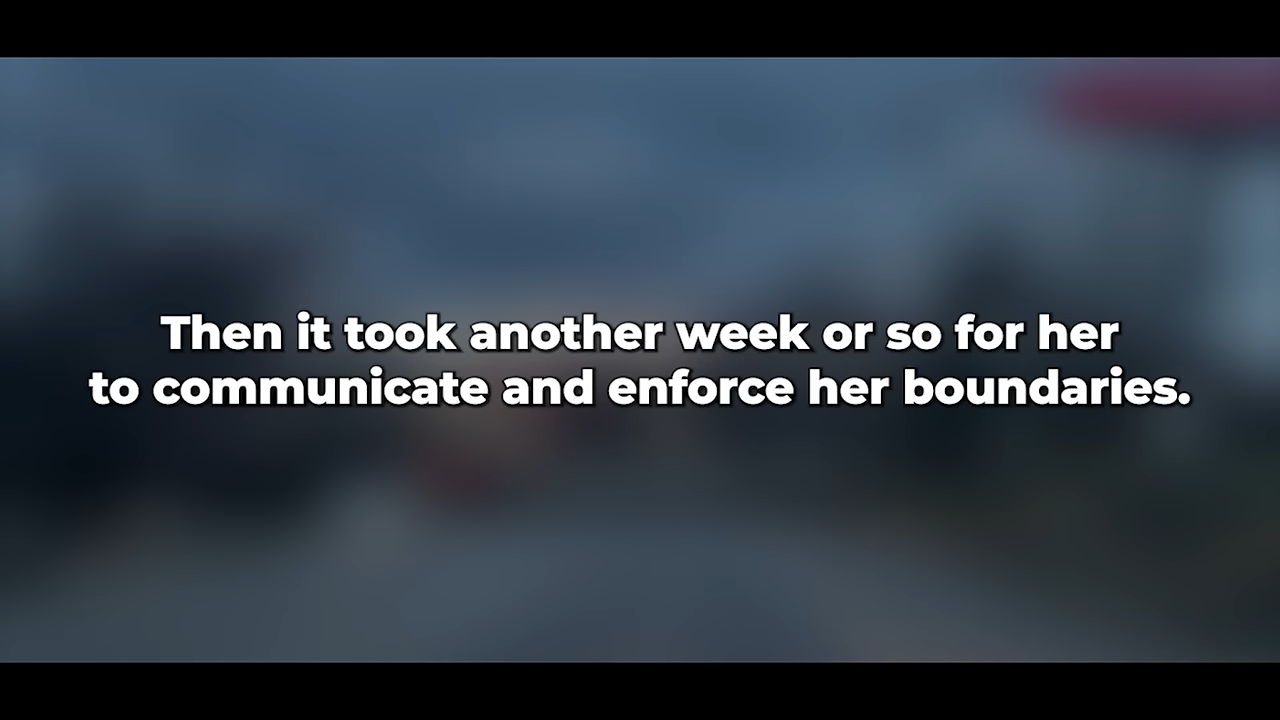 Then it took another week or so for her
to communicate and enforce her boundaries.